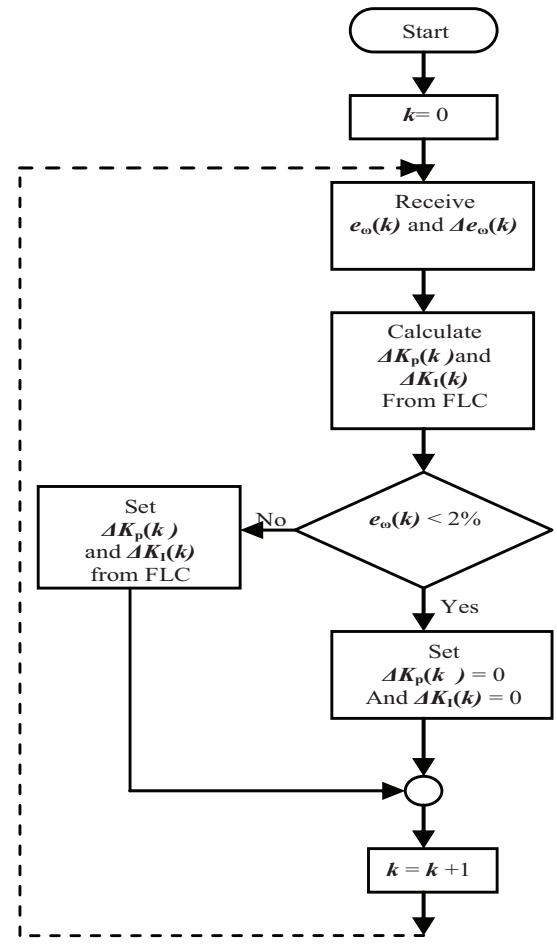 Start
k= 0
Receive
eω(k) and Δeω(k)
Calculate
ΔKp(k )and
ΔKI(k)
From FLC
eω(k) < 2%
No
Set
ΔKp(k )
and ΔKI(k)
from FLC
Yes
Set
ΔKp(k  ) = 0
And ΔKI(k) = 0
k = k +1